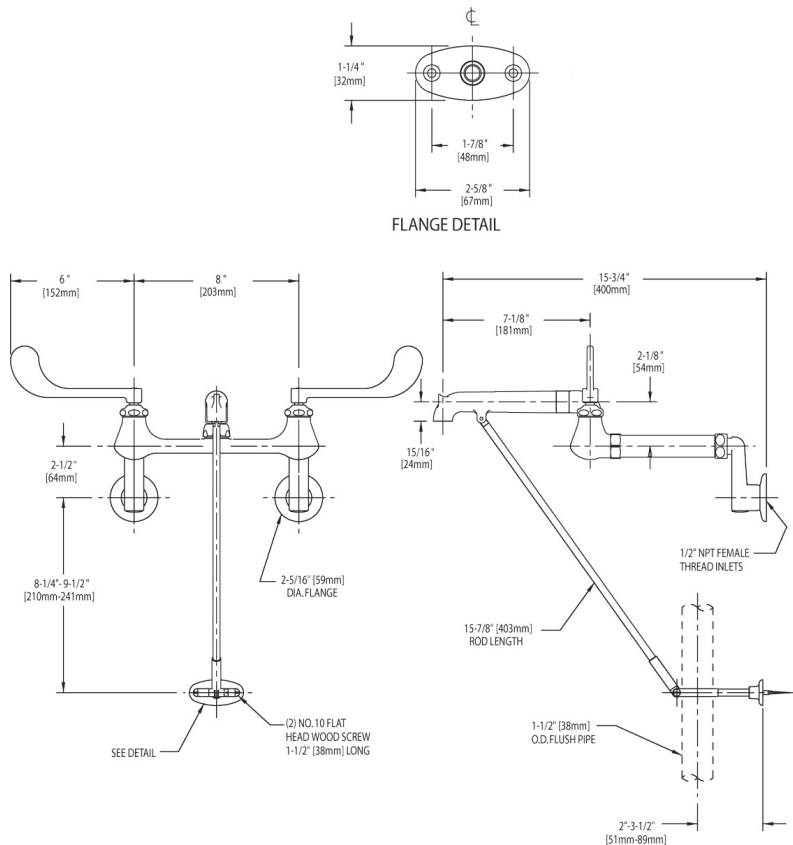 ℄
1-1/4"
[32mm]
1-7/8"
[48mm]
2-5/8"
[67mm]
FLANGE DETAIL
6"
[152mm]
8"
[203mm]
15-3/4"
[400mm]
7-1/8"
[181mm]
2-1/8"
[54mm]
2-1/2"
[64mm]
15/16"
[24mm]
1/2" NPT FEMALE
THREAD INLETS
8-1/4"- 9-1/2"
[210mm-241mm]
2-5/16" [59mm]
DIA. FLANGE
15-7/8" [403mm]
ROD LENGTH
(2) NO. 10 FLAT
HEAD WOOD SCREW
1-1/2" [38mm] LONG
SEE DETAIL
1-1/2" [38mm]
O.D. FLUSH PIPE
2"-3-1/2"
[51mm-89mm]